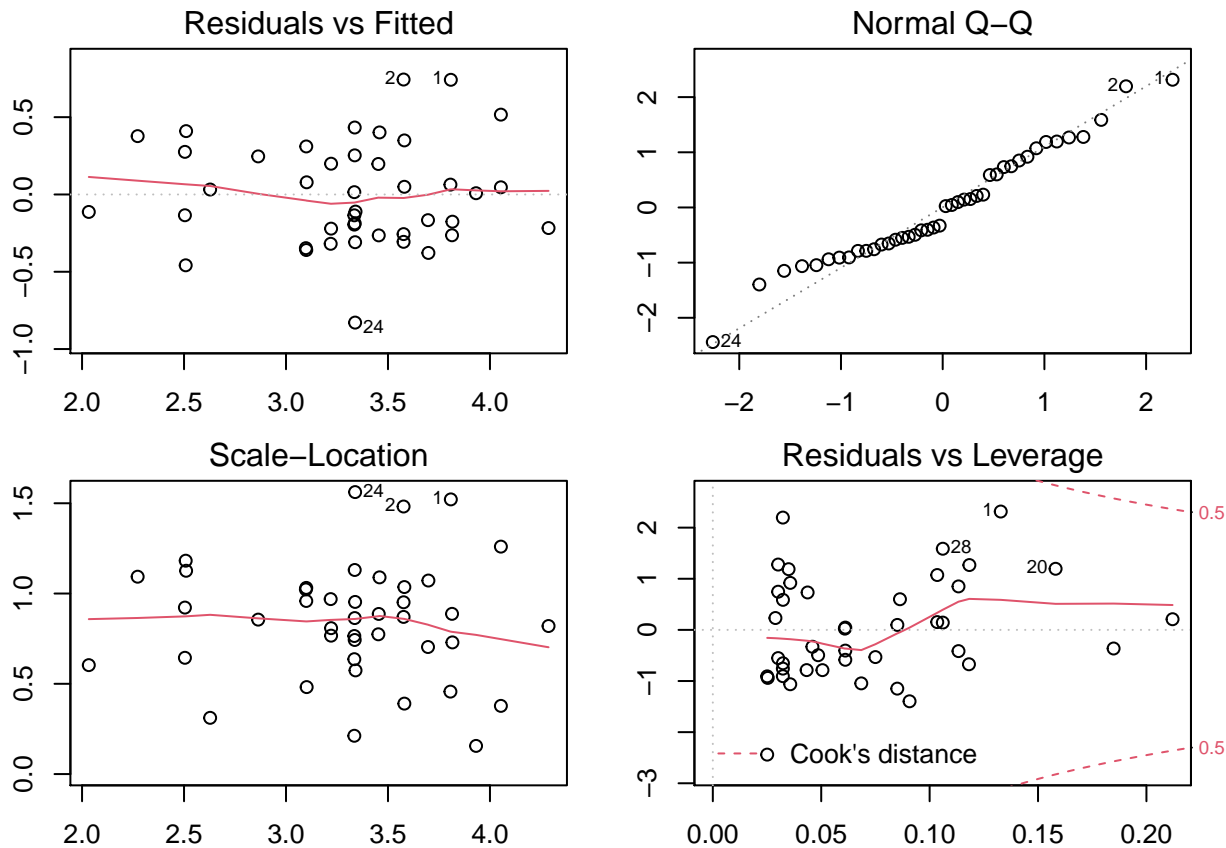 Residuals vs Fitted
2
1
24
−1.0 −0.5 0.0 0.5
2.0 2.5 3.0 3.5 4.0
Normal Q−Q
2
1
24
−2 −1 0 1 2
−2 −1 0 1 2
Scale−Location
24
2
1
0.0 0.5 1.0 1.5
2.0 2.5 3.0 3.5 4.0
Residuals vs Leverage
1
28
20
0.5
0.5
Cook's distance
−3 −1 0 1 2
0.00 0.05 0.10 0.15 0.20